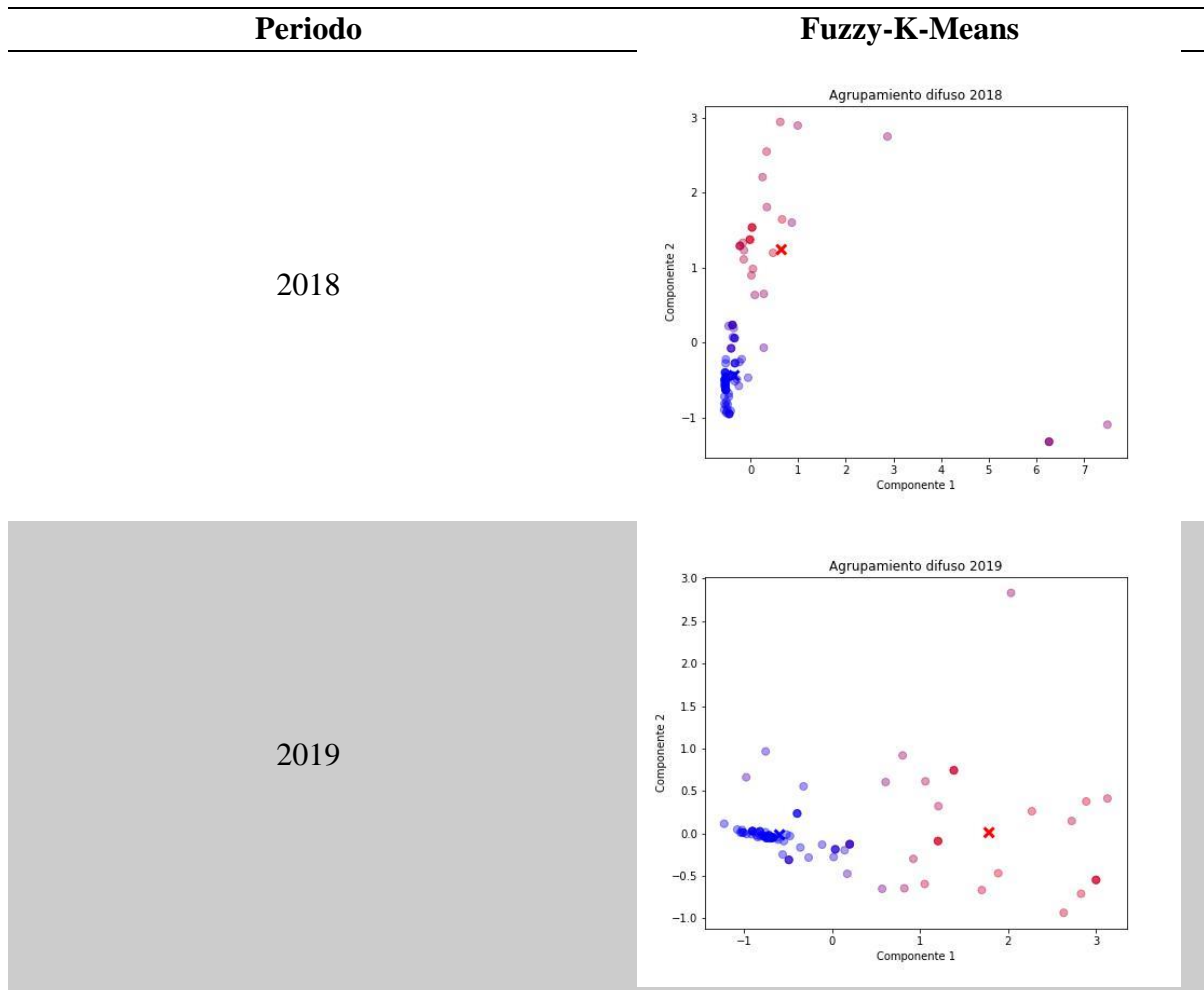 Periodo Fuzzy-K-Means
Agrupamiento difuso 2018
3
2
1
0
−1
Componente 2
2018
0 1 2 3 4 5 6 7
Componente 1
Agrupamiento difuso 2019
3.0
2.5
2.0
1.5
1.0
0.5
0.0
−0.5
−1.0
Componente 2
2019
−1 0 1 2 3
Componente 1